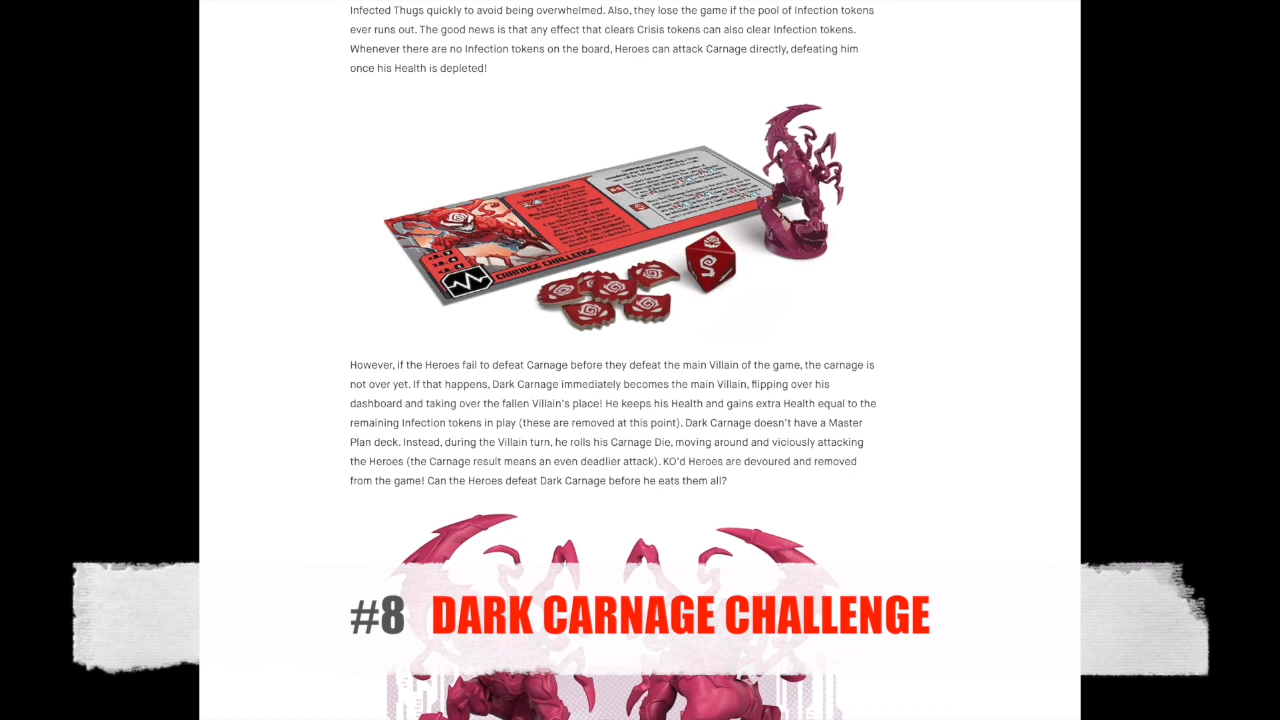 Infected Thugs quickly to avoid being overwhelmed. Also, they lose the game if the pool of Infection tokens
ever runs out. The good news is that any effect that clears Crisis tokens can also clear Infection tokens.
Whenever there are no Infection tokens on the board, Heroes can attack Carnage directly, defeating him
once his Health is depleted!
SPECIAL RULES
CARNAGE CHALLENGE
However, if the Heroes fail to defeat Carnage before they defeat the main Villain of the game, the carnage is
not over yet. If that happens, Dark Carnage immediately becomes the main Villain, flipping over his
dashboard and taking over the fallen Villain's place! He keeps his Health and gains extra Health equal to the
remaining Infection tokens in play (these are removed at this point). Dark Carnage doesn't have a Master
Plan deck. Instead, during the Villain turn, he rolls his Carnage Die, moving around and viciously attacking
the Heroes (the Carnage result means an even deadlier attack). KO'd Heroes are devoured and removed
from the game! Can the Heroes defeat Dark Carnage before he eats them all?
#8 DARK CARNAGE CHALLENGE